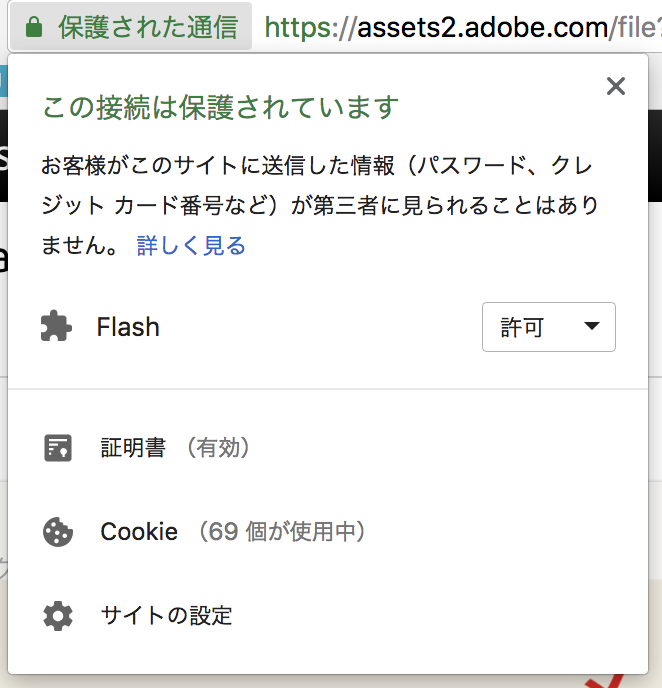 保護された通信 https://assets2.adobe.com/file?
この接続は保護されています
お客様がこのサイトに送信した情報（パスワード、クレ
ジット カード番号など）が第三者に見られることはあり
ません。 詳しく見る
Flash 許可
証明書 （有効）
Cookie （69 個が使用中）
サイトの設定